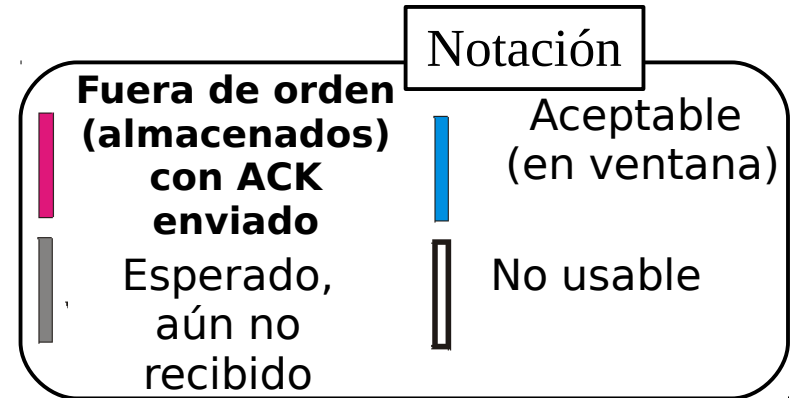 Notación
Fuera de orden
(almacenados)
con ACK
enviado
Aceptable
(en ventana)
Esperado,
aún no
recibido
No usable